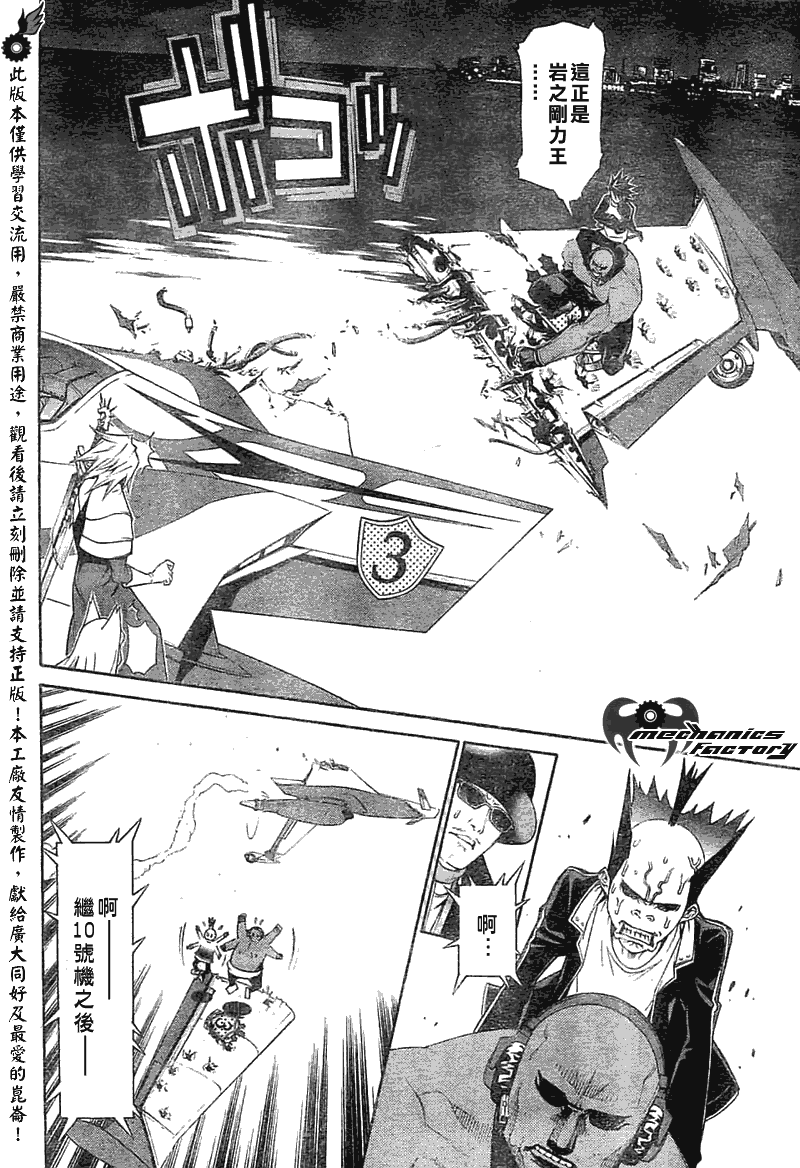 這正是
岩之剛力王
……
ボコッ
3
mechanics
factory
啊…
啊——
繼10號機之後——
此版本僅供學習交流用，嚴禁商業用途，觀看後請立刻刪除並請支持正版！本工廠友情製作，獻給廣大同好及最愛的崑崙！